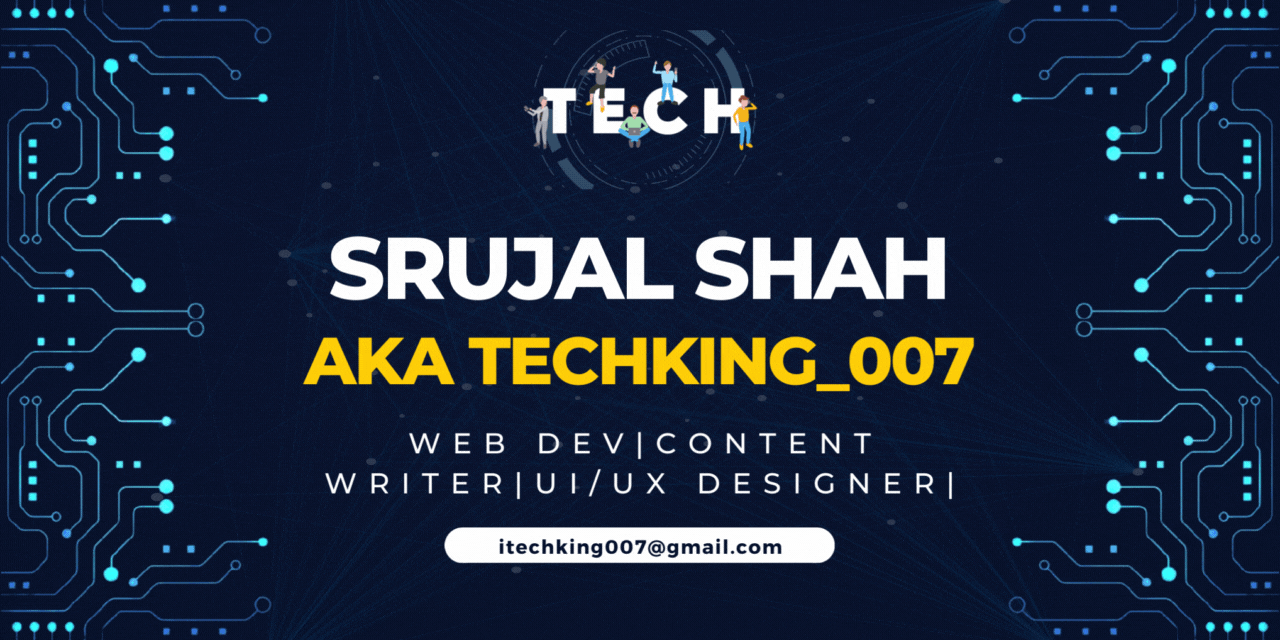 TECH
SRUJAL SHAH
AKA TECHKING_007
WEB DEV|CONTENT
WRITER|UI/UX DESIGNER|
itechking007@gmail.com